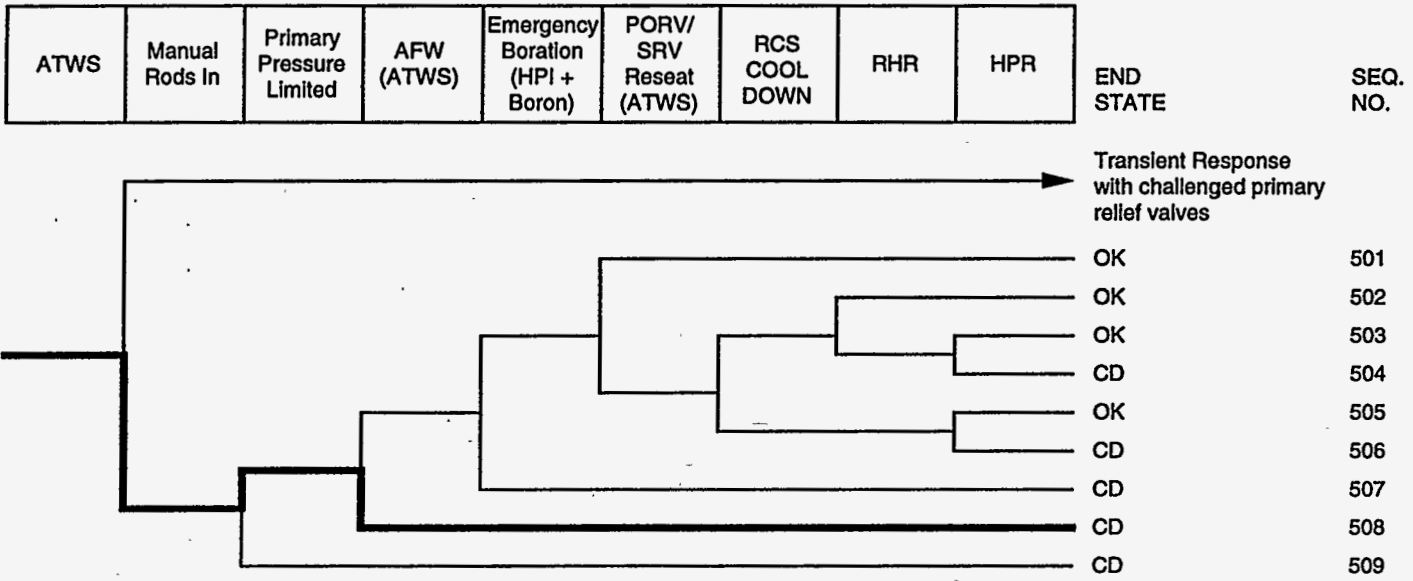 ATWS
Manual
Rods In
Primary
Pressure
Limited
AFW
(ATWS)
Emergency
Boration
(HPI +
Boron)
PORV/
SRV
Reseat
(ATWS)
RCS
COOL
DOWN
RHR
HPR
END
STATE
SEQ.
NO.
Transient Response
with challenged primary
relief valves
OK 501
OK 502
OK 503
CD 504
OK 505
CD 506
CD 507
CD 508
CD 509